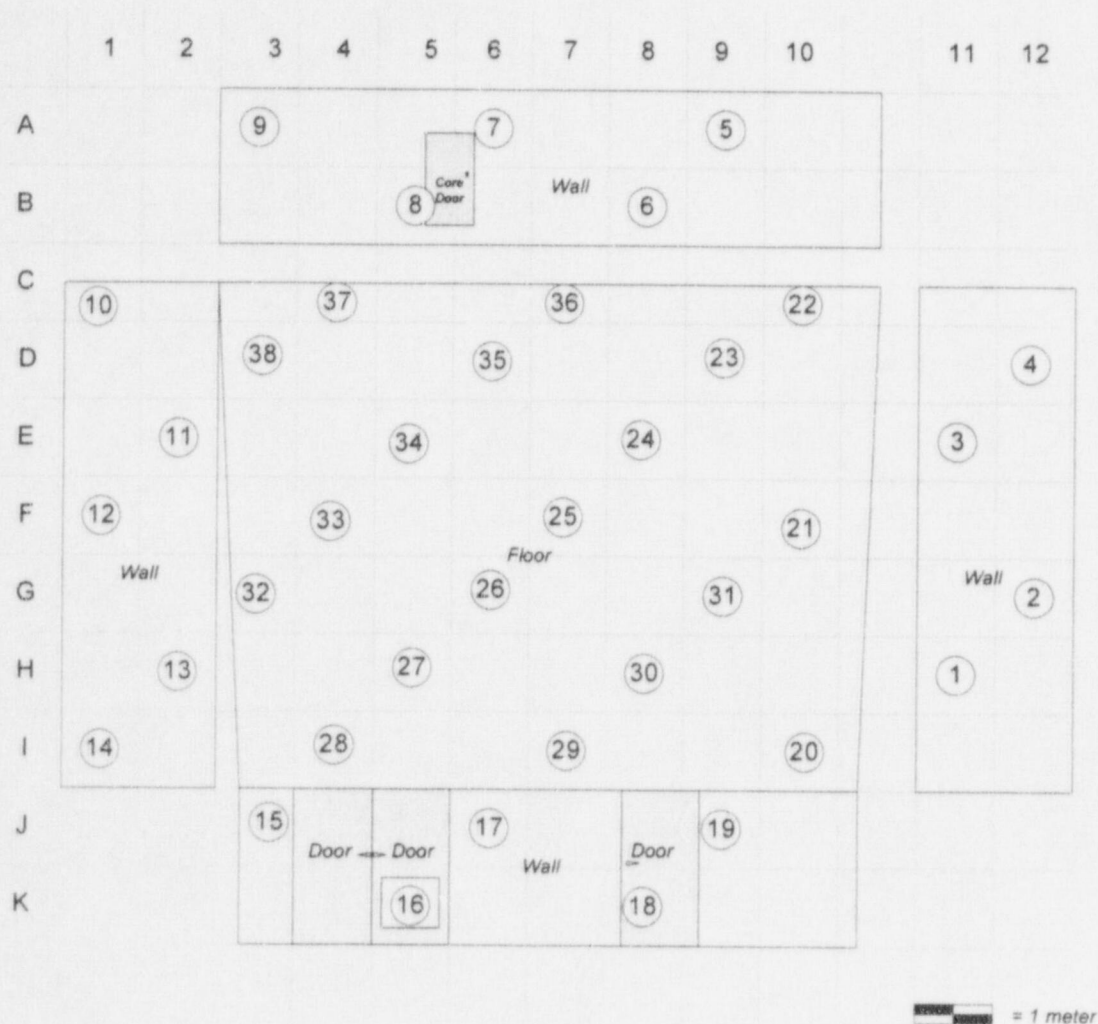 1 2 3 4 5 6 7 8 9 10 11 12
A 9 7 5
Core*
Door
Wall
B 8 6
C 10 37 36 22
D 38 35 23 4
E 11 34 24 3
F 12 33 25 21
Floor
Wall
Wall
G 32 26 31 2
H 13 27 30 1
I 14 28 29 20
J 15 17 19
Door Door Door
Wall
K 16 18
= 1 meter